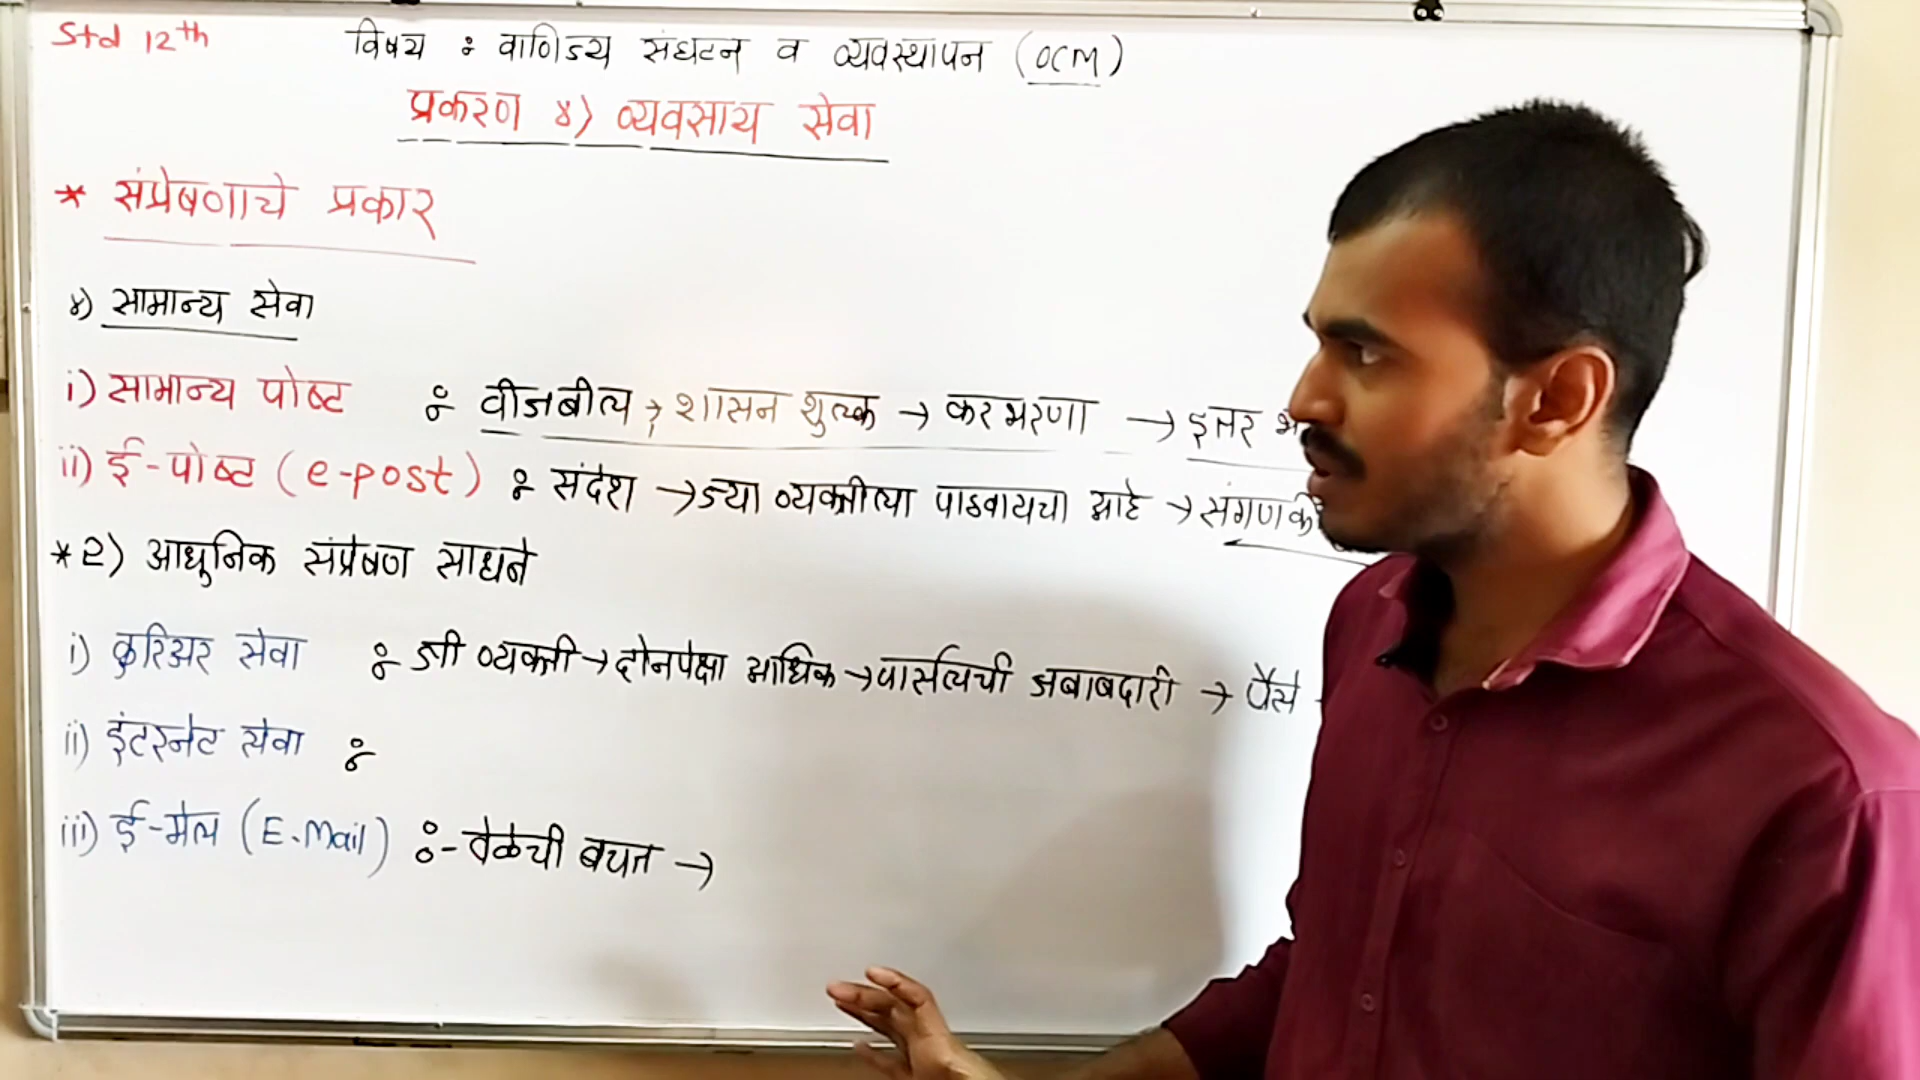 Std 12th
विषय : वाणिज्य संघटन व व्यवस्थापन (OCM)
प्रकरण ४) व्यवसाय सेवा
* संप्रेषणाचे प्रकार
४) सामान्य सेवा
i) सामान्य पोष्ट : वीजबील, शासन शुल्क → कर भरणा → इतर
ii) ई-पोष्ट (e-post) : संदेश → ज्या व्यक्तीला पाठवायचा आहे → संगणक
* २) आधुनिक संप्रेषण साधने
i) कुरिअर सेवा : जी व्यक्ती → दोनपेक्षा अधिक → पार्सलची जबाबदारी → पैसे
ii) इंटरनेट सेवा :
iii) ई-मेल (E-Mail) :- वेळेची बचत →